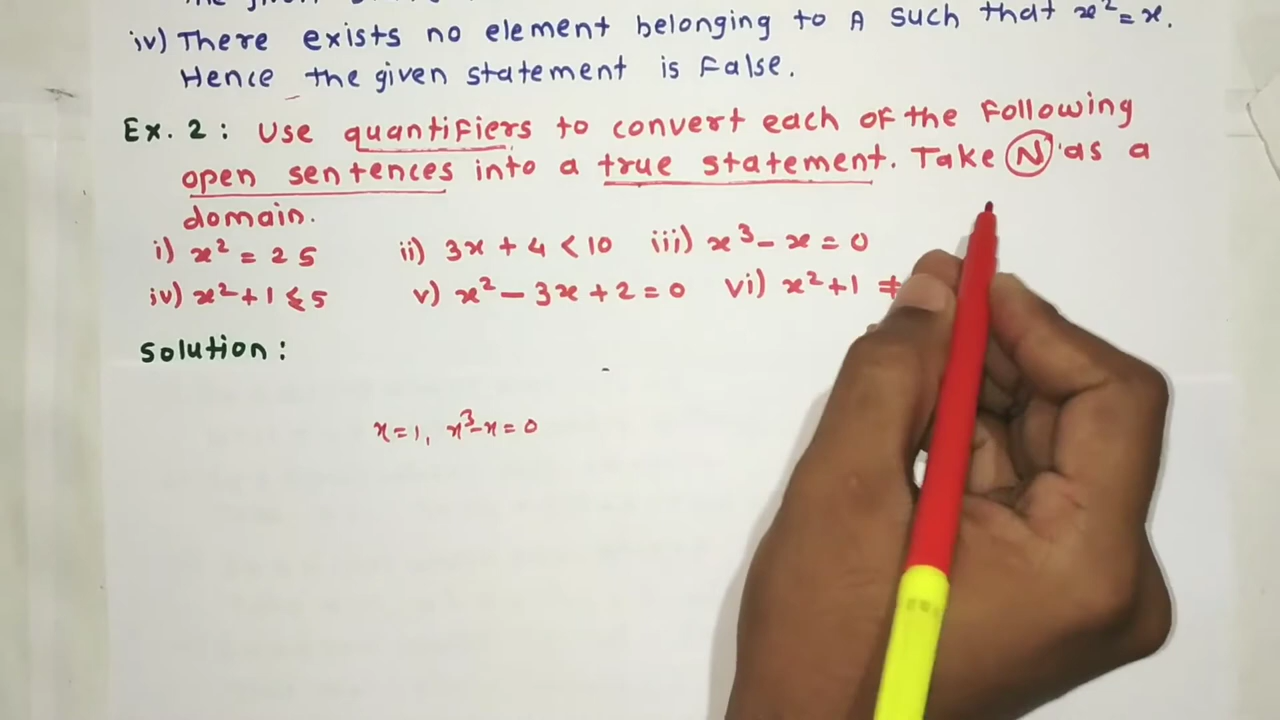 iv) There exists no element belonging to A such that x² = x.
Hence the given statement is False.
Ex. 2 : Use quantifiers to convert each of the Following
open sentences into a true statement. Take N as a
domain.
i) x² = 25 ii) 3x + 4 < 10 iii) x³ - x = 0
iv) x² + 1 ≤ 5 v) x² - 3x + 2 = 0 vi) x² + 1 ≠
Solution :
x = 1, x³ - x = 0